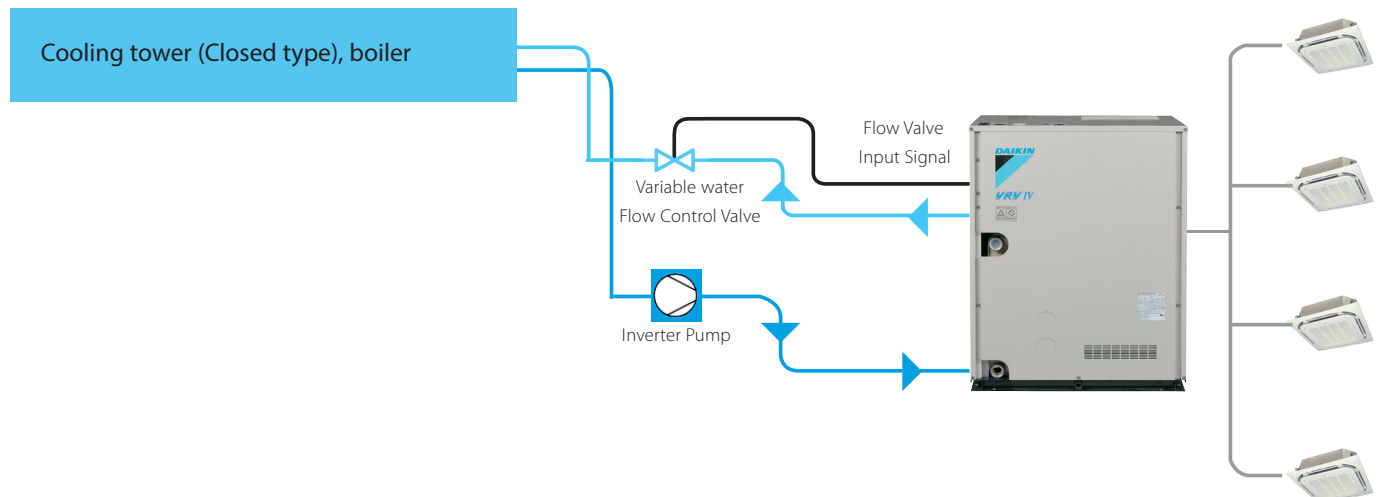 Cooling tower (Closed type), boiler
Flow Valve
Input Signal
Variable water
Flow Control Valve
Inverter Pump
DAIKIN
VRV IV